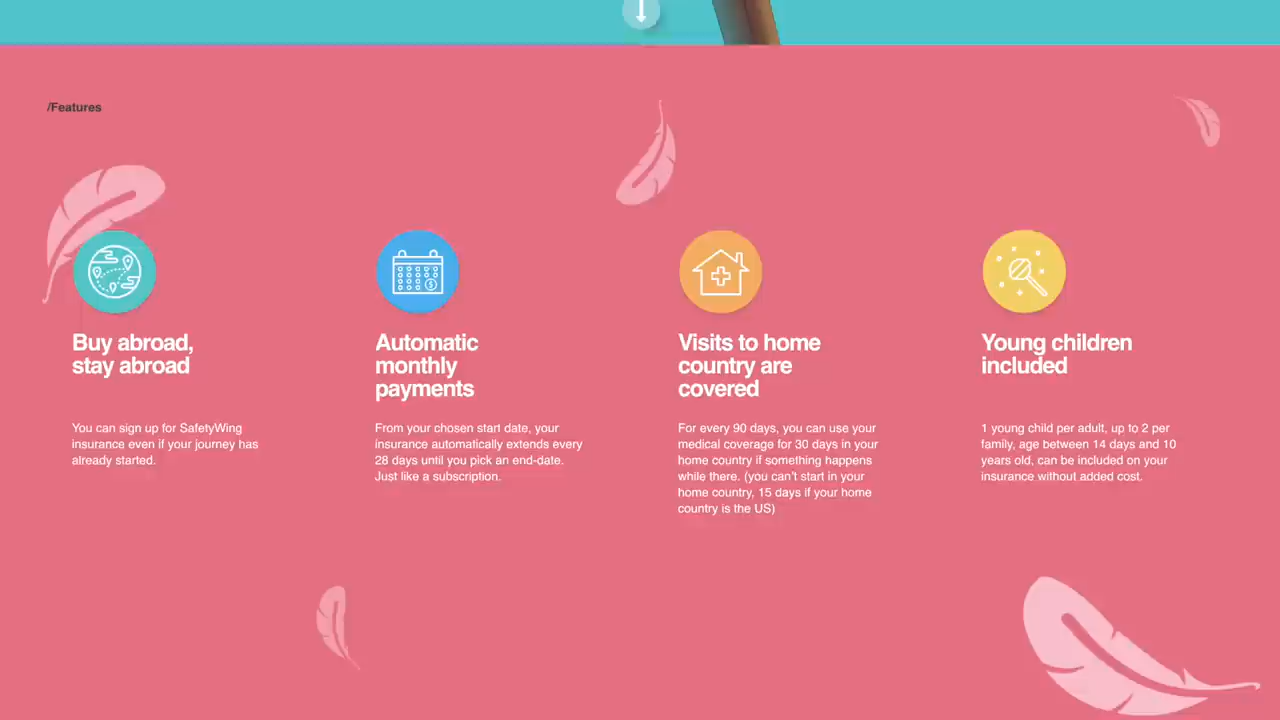 /Features
Buy abroad,
stay abroad
You can sign up for SafetyWing
insurance even if your journey has
already started.
Automatic
monthly
payments
From your chosen start date, your
insurance automatically extends every
28 days until you pick an end-date.
Just like a subscription.
Visits to home
country are
covered
For every 90 days, you can use your
medical coverage for 30 days in your
home country if something happens
while there. (you can't start in your
home country, 15 days if your home
country is the US)
Young children
included
1 young child per adult, up to 2 per
family, age between 14 days and 10
years old, can be included on your
insurance without added cost.